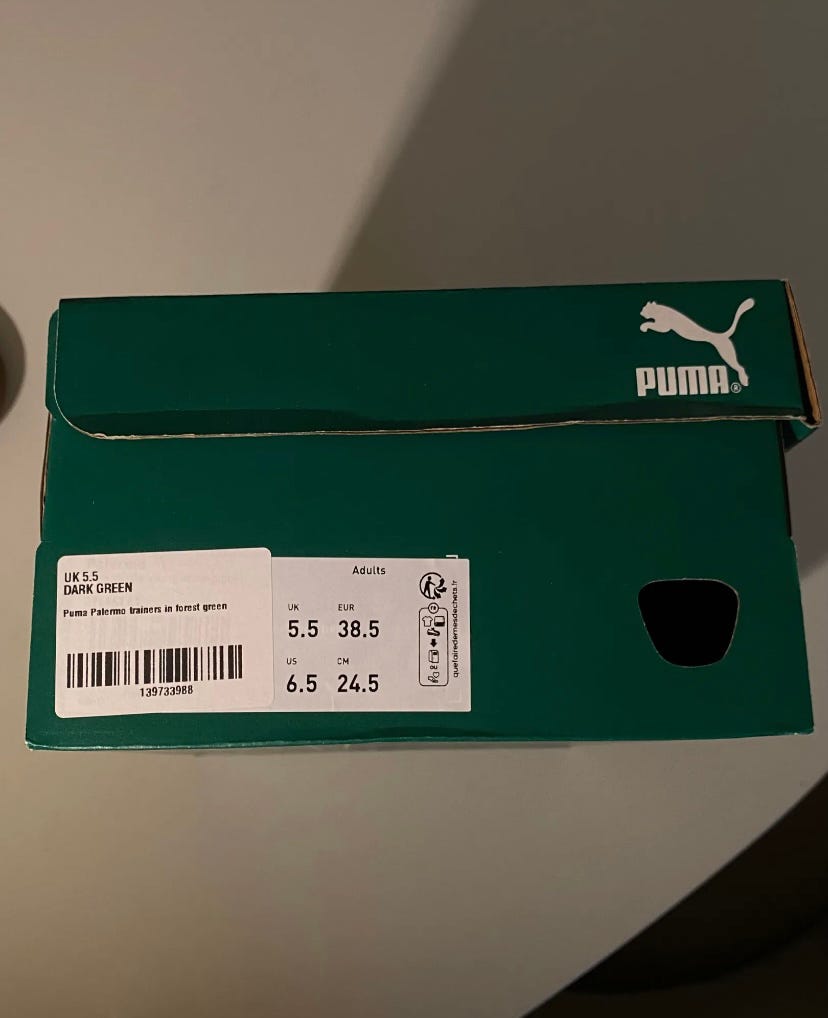 PUMA®
UK 5.5
DARK GREEN
Puma Palermo trainers in forest green
139733988
Adults
UK EUR
5.5 38.5
US CM
6.5 24.5
quefairedemesdechets.fr